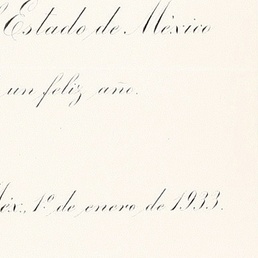 Estado de México
un feliz año.
Méx., 1º de enero de 1933.